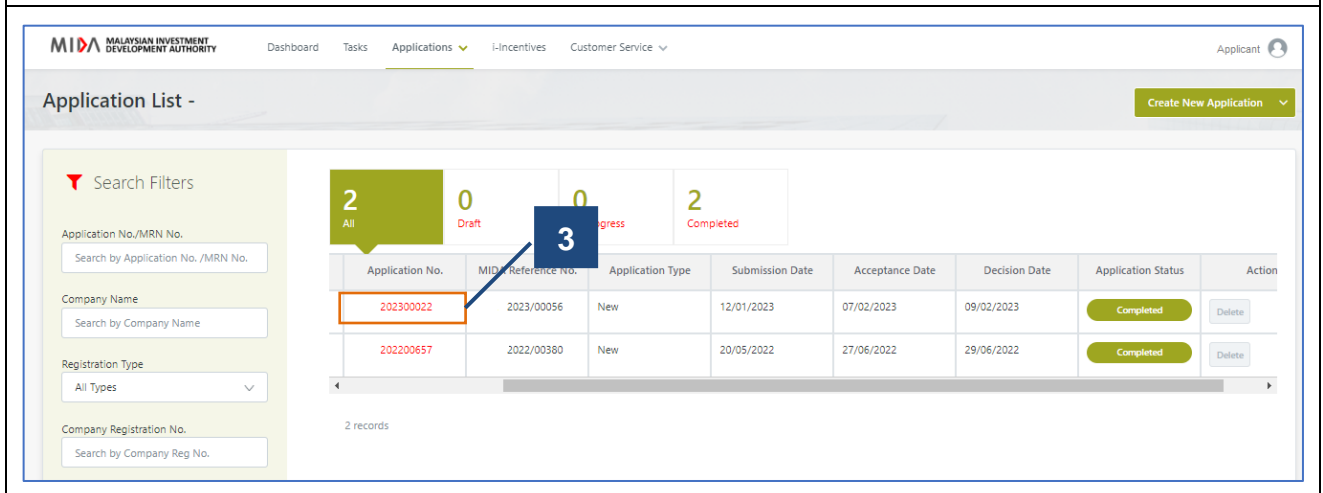 MIDA MALAYSIAN INVESTMENT DEVELOPMENT AUTHORITY Dashboard Tasks Applications i-Incentives Customer Service Applicant
Application List -
Create New Application
Search Filters
Application No./MRN No.
Search by Application No. /MRN No.
Company Name
Search by Company Name
Registration Type
All Types
Company Registration No.
Search by Company Reg No.
2 0 0 2
All Draft Completed
3
Application No. MIDA Reference No. Application Type Submission Date Acceptance Date Decision Date Application Status Action
202300022 2023/00056 New 12/01/2023 07/02/2023 09/02/2023 Completed Delete
202200657 2022/00380 New 20/05/2022 27/06/2022 29/06/2022 Completed Delete
2 records